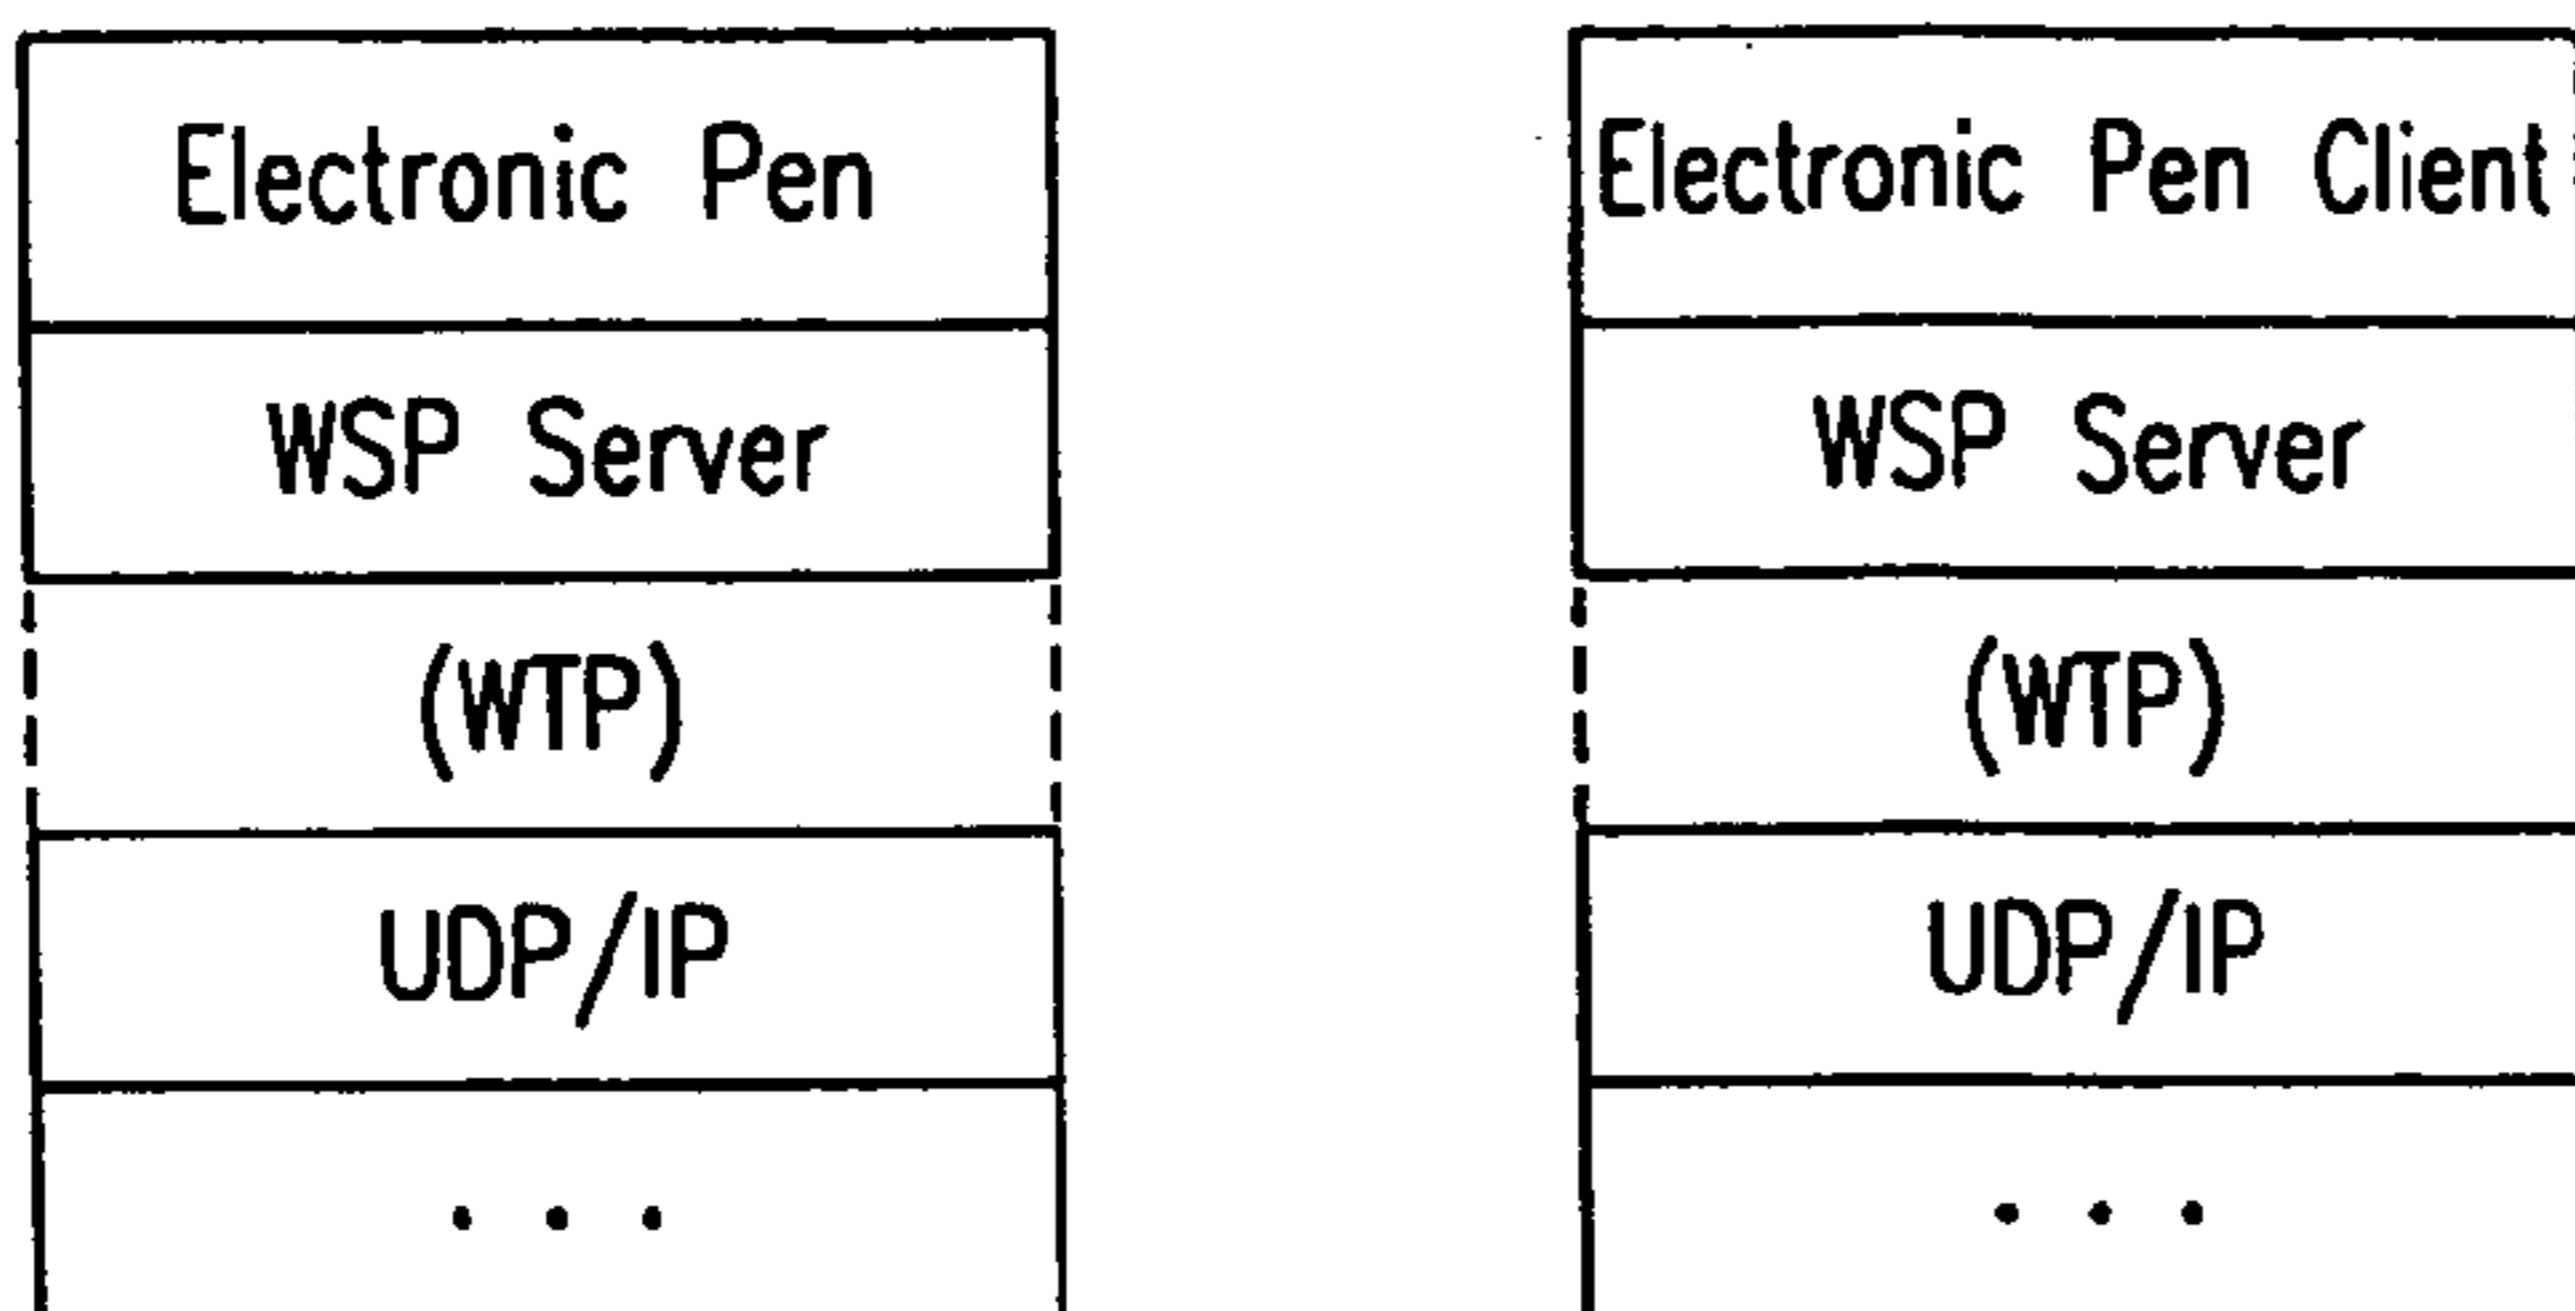 Electronic Pen
WSP Server
(WTP)
UDP/IP
. . .
Electronic Pen Client
WSP Server
(WTP)
UDP/IP
. . .